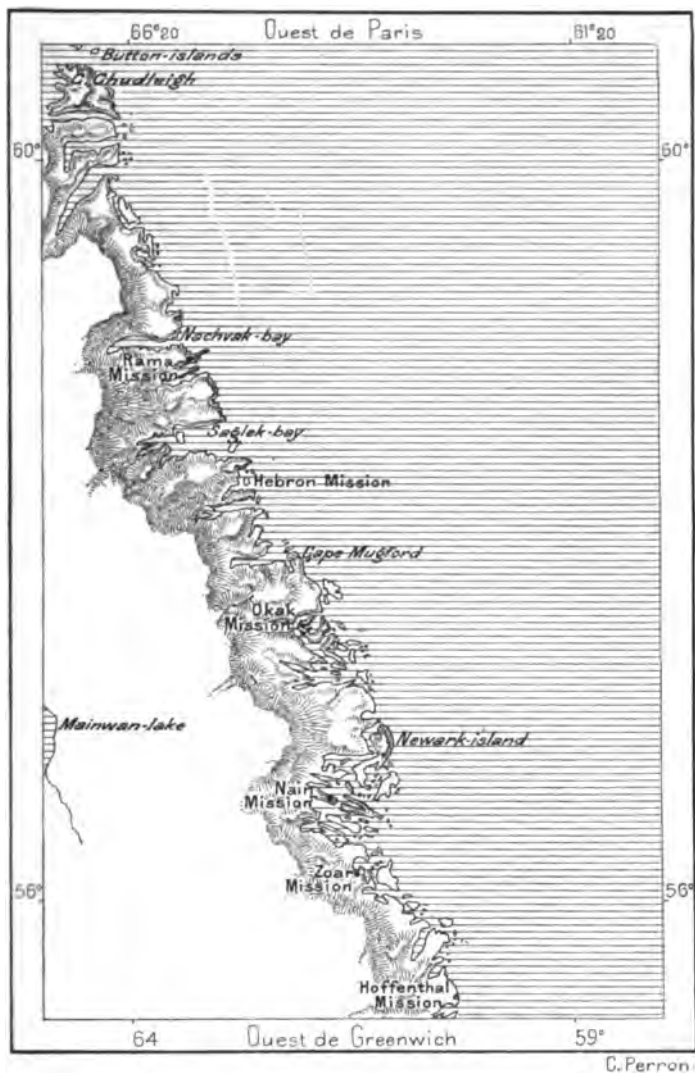 66°20 Ouest de Paris 61°20
Button-islands
C. Chudleigh
60° 60°
Nachvak-bay
Rama
Mission
Saglek-bay
Hebron Mission
Cape Mugford
Okak
Mission
Mainwan-lake
Newark-island
Nain
Mission
Zoar
Mission
56° 56°
Hoffenthal
Mission
64 Ouest de Greenwich 59°
C. Perron